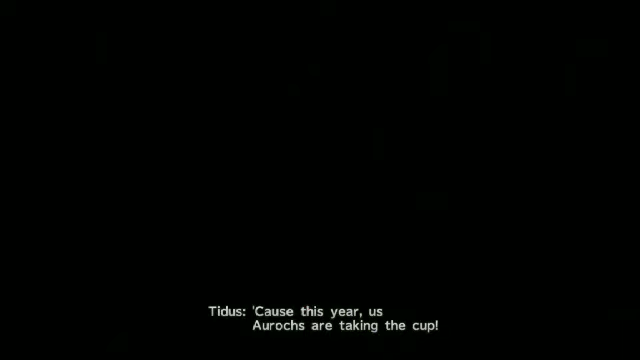 Tidus: 'Cause this year, us
Aurochs are taking the cup!